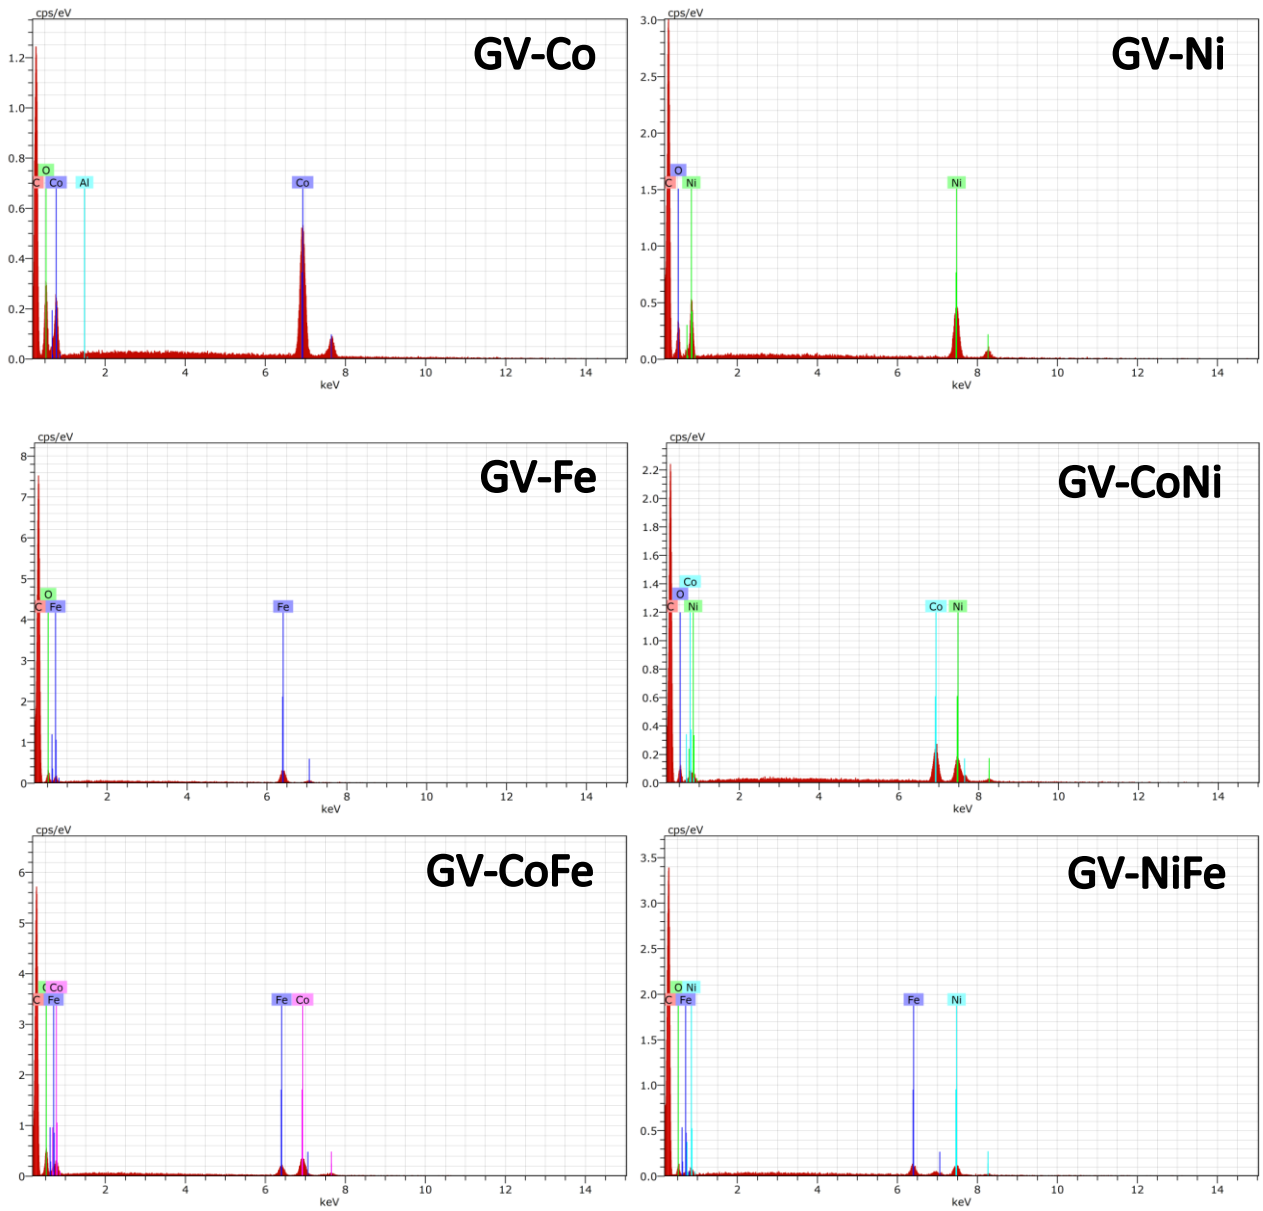 cps/eV
GV-Co
1.2
1.0
0.8
0.6
0.4
0.2
0.0
O
C Co Al
Co
2 4 6 8 10 12 14
keV
cps/eV
GV-Ni
3.0
2.5
2.0
1.5
1.0
0.5
0.0
O
C Ni
Ni
2 4 6 8 10 12 14
keV
cps/eV
GV-Fe
8
7
6
5
4
3
2
1
0
O
C Fe
Fe
2 4 6 8 10 12 14
keV
cps/eV
GV-CoNi
2.2
2.0
1.8
1.6
1.4
1.2
1.0
0.8
0.6
0.4
0.2
0.0
Co
O
C Ni
Co Ni
2 4 6 8 10 12 14
keV
cps/eV
GV-CoFe
6
5
4
3
2
1
0
Co
C Fe
Fe Co
2 4 6 8 10 12 14
keV
cps/eV
GV-NiFe
3.5
3.0
2.5
2.0
1.5
1.0
0.5
0.0
O Ni
C Fe
Fe Ni
2 4 6 8 10 12 14
keV